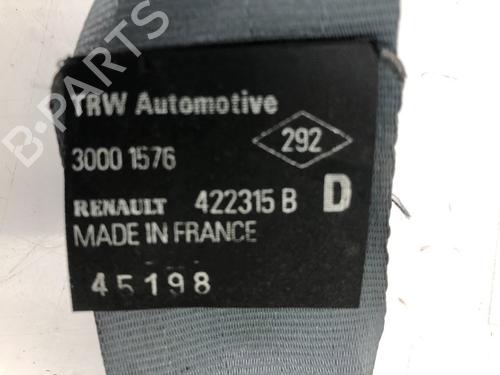 TRW Automotive
292
3000 1576
RENAULT 422315 B D
MADE IN FRANCE
45198
B-PARTS